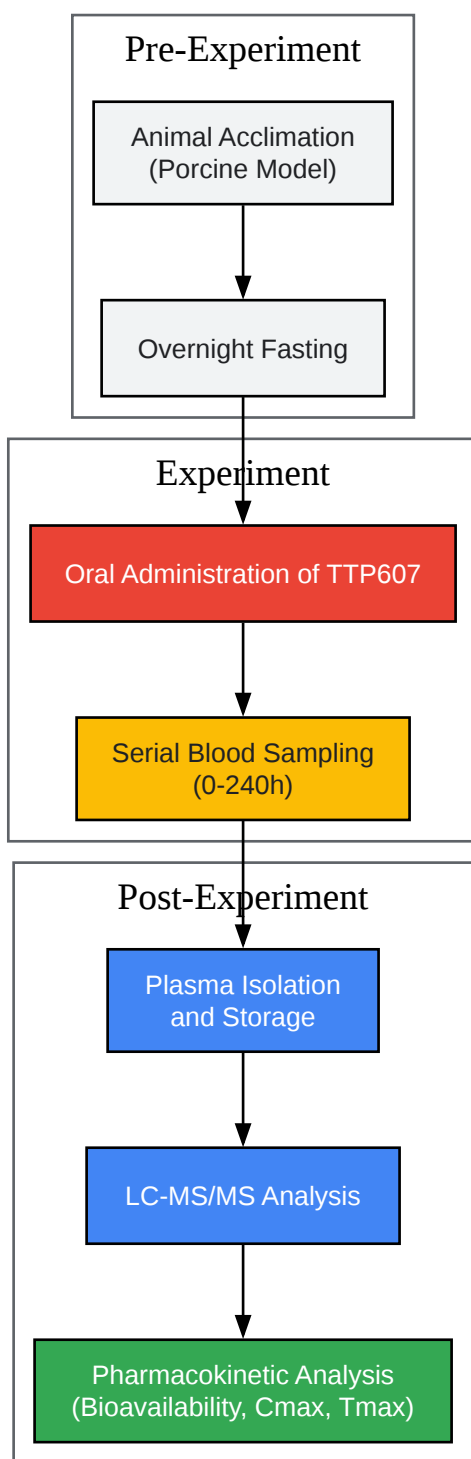 Pre-Experiment
Animal Acclimation
(Porcine Model)
Overnight Fasting
Experiment
Oral Administration of TTP607
Serial Blood Sampling
(0-240h)
Post-Experiment
Plasma Isolation
and Storage
LC-MS/MS Analysis
Pharmacokinetic Analysis
(Bioavailability, Cmax, Tmax)